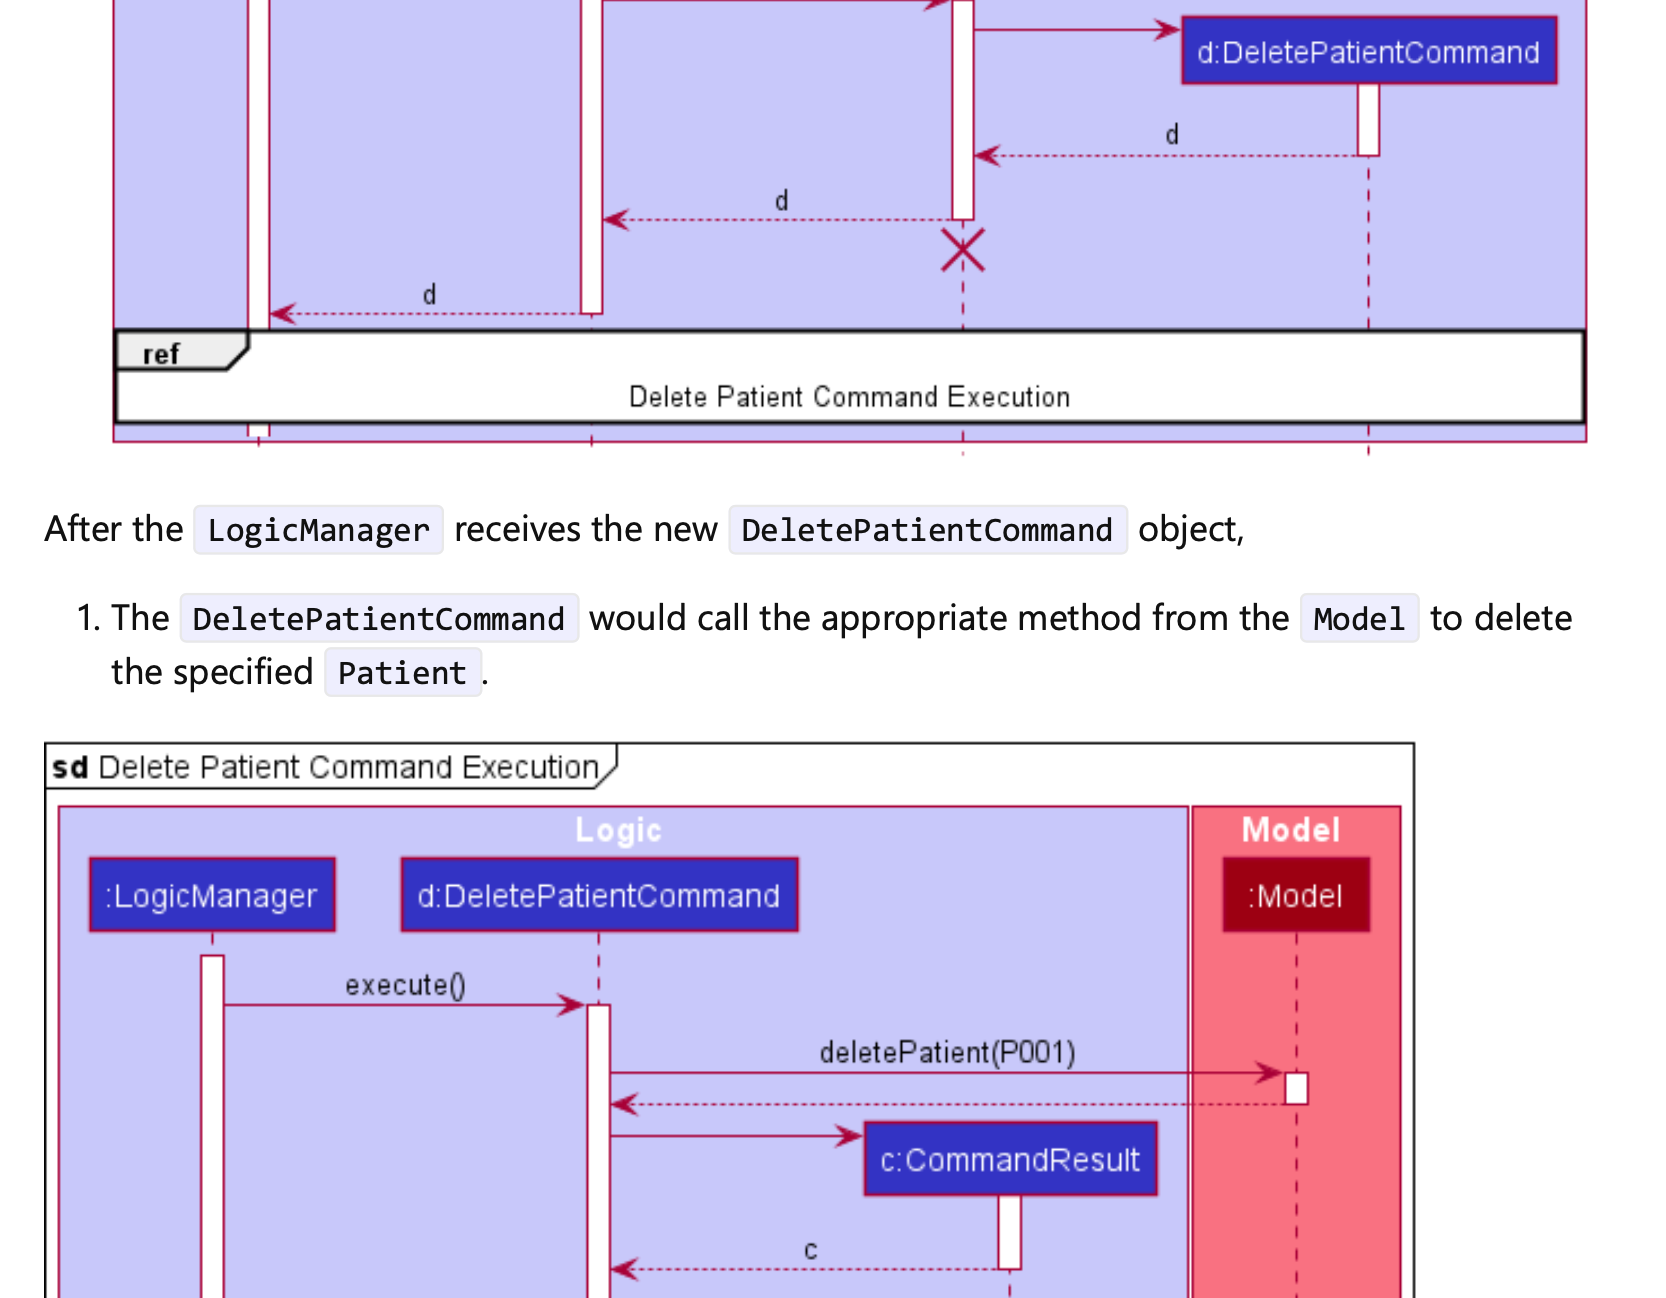 d:DeletePatientCommand
d
d
d
ref
Delete Patient Command Execution
After the LogicManager receives the new DeletePatientCommand object,
1. The DeletePatientCommand would call the appropriate method from the Model to delete
the specified Patient.
sd Delete Patient Command Execution
Logic
Model
:LogicManager
d:DeletePatientCommand
:Model
execute()
deletePatient(P001)
c:CommandResult
c